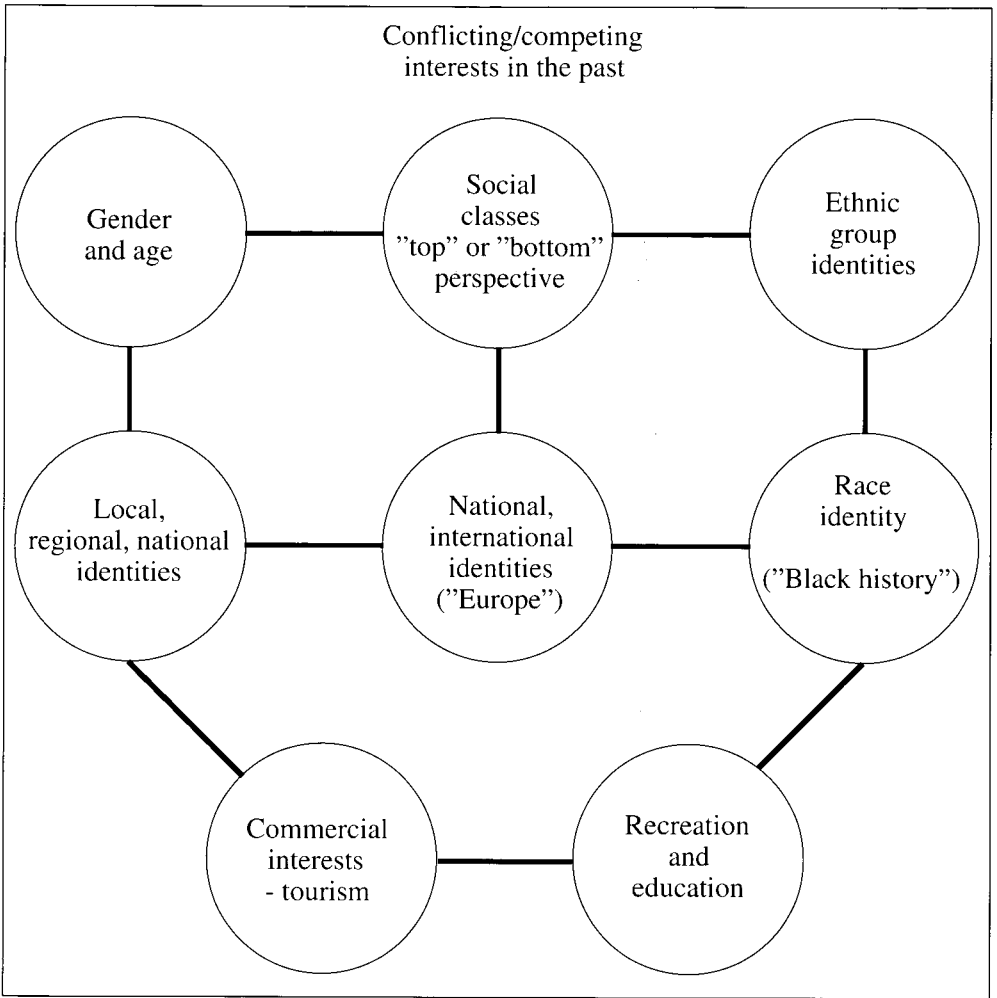 Conflicting/competing
interests in the past
Gender
and age
Social
classes
”top” or ”bottom”
perspective
Ethnic
group
identities
Local,
regional, national
identities
National,
international
identities
(”Europe”)
Race
identity
(”Black history”)
Commercial
interests
- tourism
Recreation
and
education